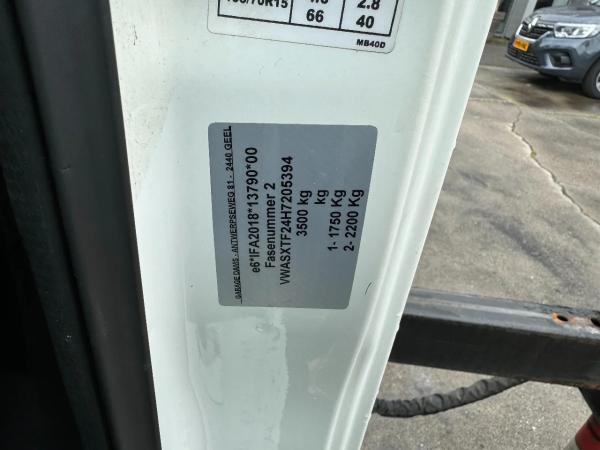 66
2.8
40
MB40D
GARAGE DAMS - ANTWERPSEWEG 81 - 2440 GEEL
e6*IFA2018*13790*00
Fasenummer 2
VWASXTF24H7205394
3500 kg
kg
1- 1750 Kg
2- 2200 Kg